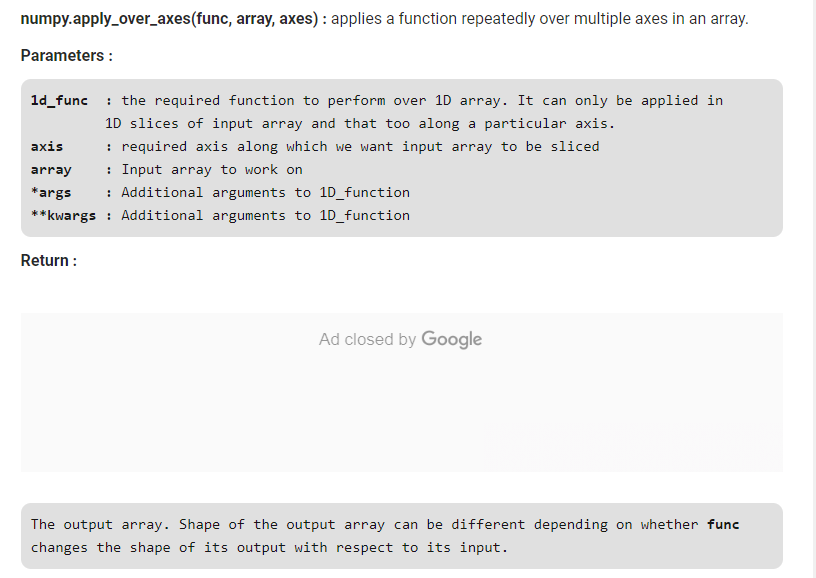 numpy.apply_over_axes(func, array, axes) : applies a function repeatedly over multiple axes in an array.
Parameters :
1d_func : the required function to perform over 1D array. It can only be applied in
1D slices of input array and that too along a particular axis.
axis : required axis along which we want input array to be sliced
array : Input array to work on
*args : Additional arguments to 1D_function
**kwargs : Additional arguments to 1D_function
Return :
Ad closed by Google
The output array. Shape of the output array can be different depending on whether func
changes the shape of its output with respect to its input.